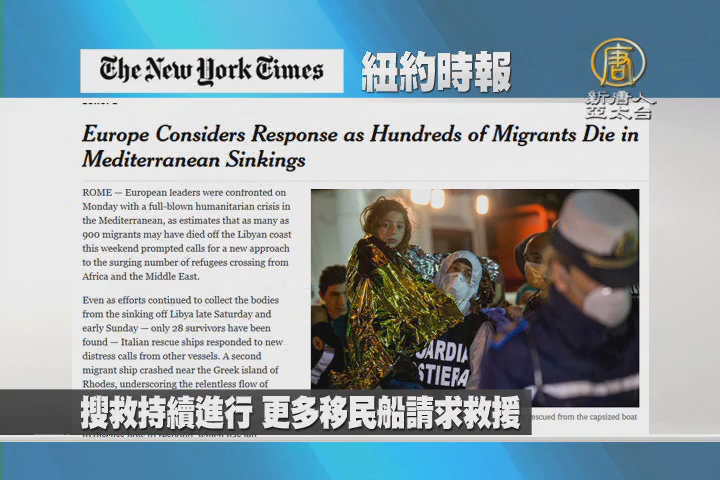 The New York Times
紐約時報
新唐人
亞太台
唐
Europe Considers Response as Hundreds of Migrants Die in
Mediterranean Sinkings
ROME — European leaders were confronted on
Monday with a full-blown humanitarian crisis in
the Mediterranean, as estimates that as many as
900 migrants may have died off the Libyan coast
this weekend prompted calls for a new approach
to the surging number of refugees crossing from
Africa and the Middle East.
Even as efforts continued to collect the bodies
from the sinking off Libya late Saturday and
early Sunday — only 28 survivors have been
found — Italian rescue ships responded to new
distress calls from other vessels. A second
migrant ship crashed near the Greek island of
Rhodes, underscoring the relentless flow of
GUARDIA
COSTIERA
escued from the capsized boat
搜救持續進行 更多移民船請求救援